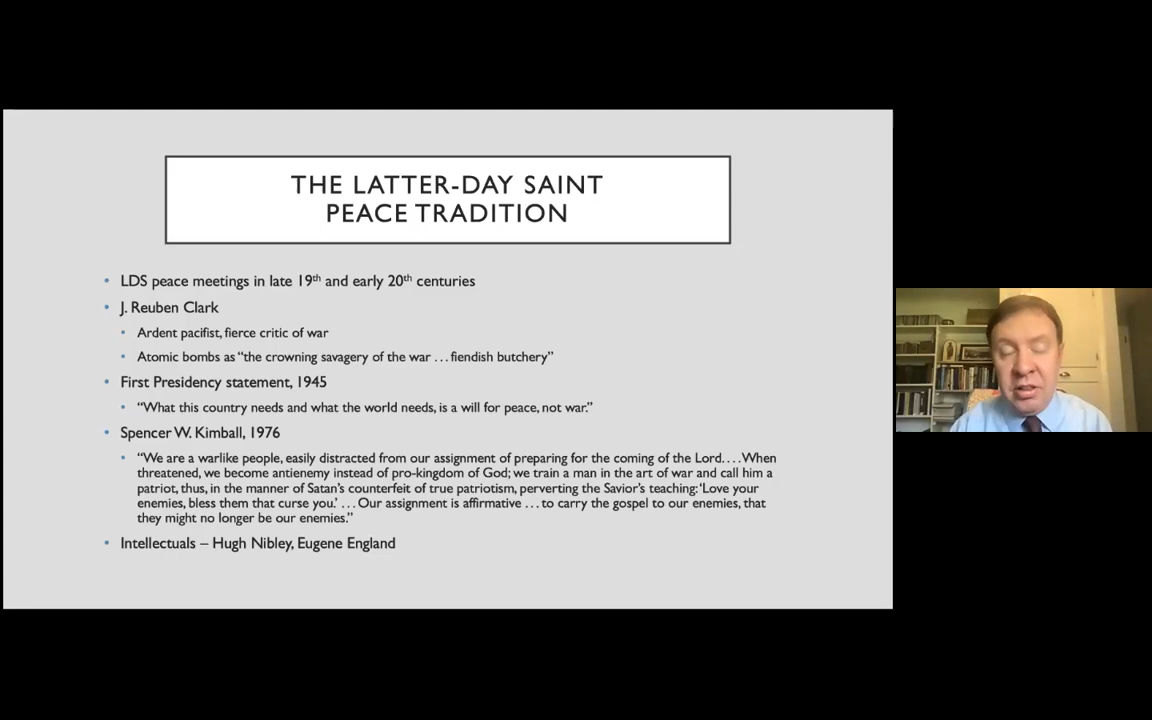 THE LATTER-DAY SAINT
PEACE TRADITION
• LDS peace meetings in late 19th and early 20th centuries
• J. Reuben Clark
• Ardent pacifist, fierce critic of war
• Atomic bombs as “the crowning savagery of the war … fiendish butchery”
• First Presidency statement, 1945
• “What this country needs and what the world needs, is a will for peace, not war.”
• Spencer W. Kimball, 1976
• “We are a warlike people, easily distracted from our assignment of preparing for the coming of the Lord. . . . When
threatened, we become antienemy instead of pro-kingdom of God; we train a man in the art of war and call him a
patriot, thus, in the manner of Satan’s counterfeit of true patriotism, perverting the Savior’s teaching: ‘Love your
enemies, bless them that curse you.’ … Our assignment is affirmative … to carry the gospel to our enemies, that
they might no longer be our enemies.”
• Intellectuals – Hugh Nibley, Eugene England